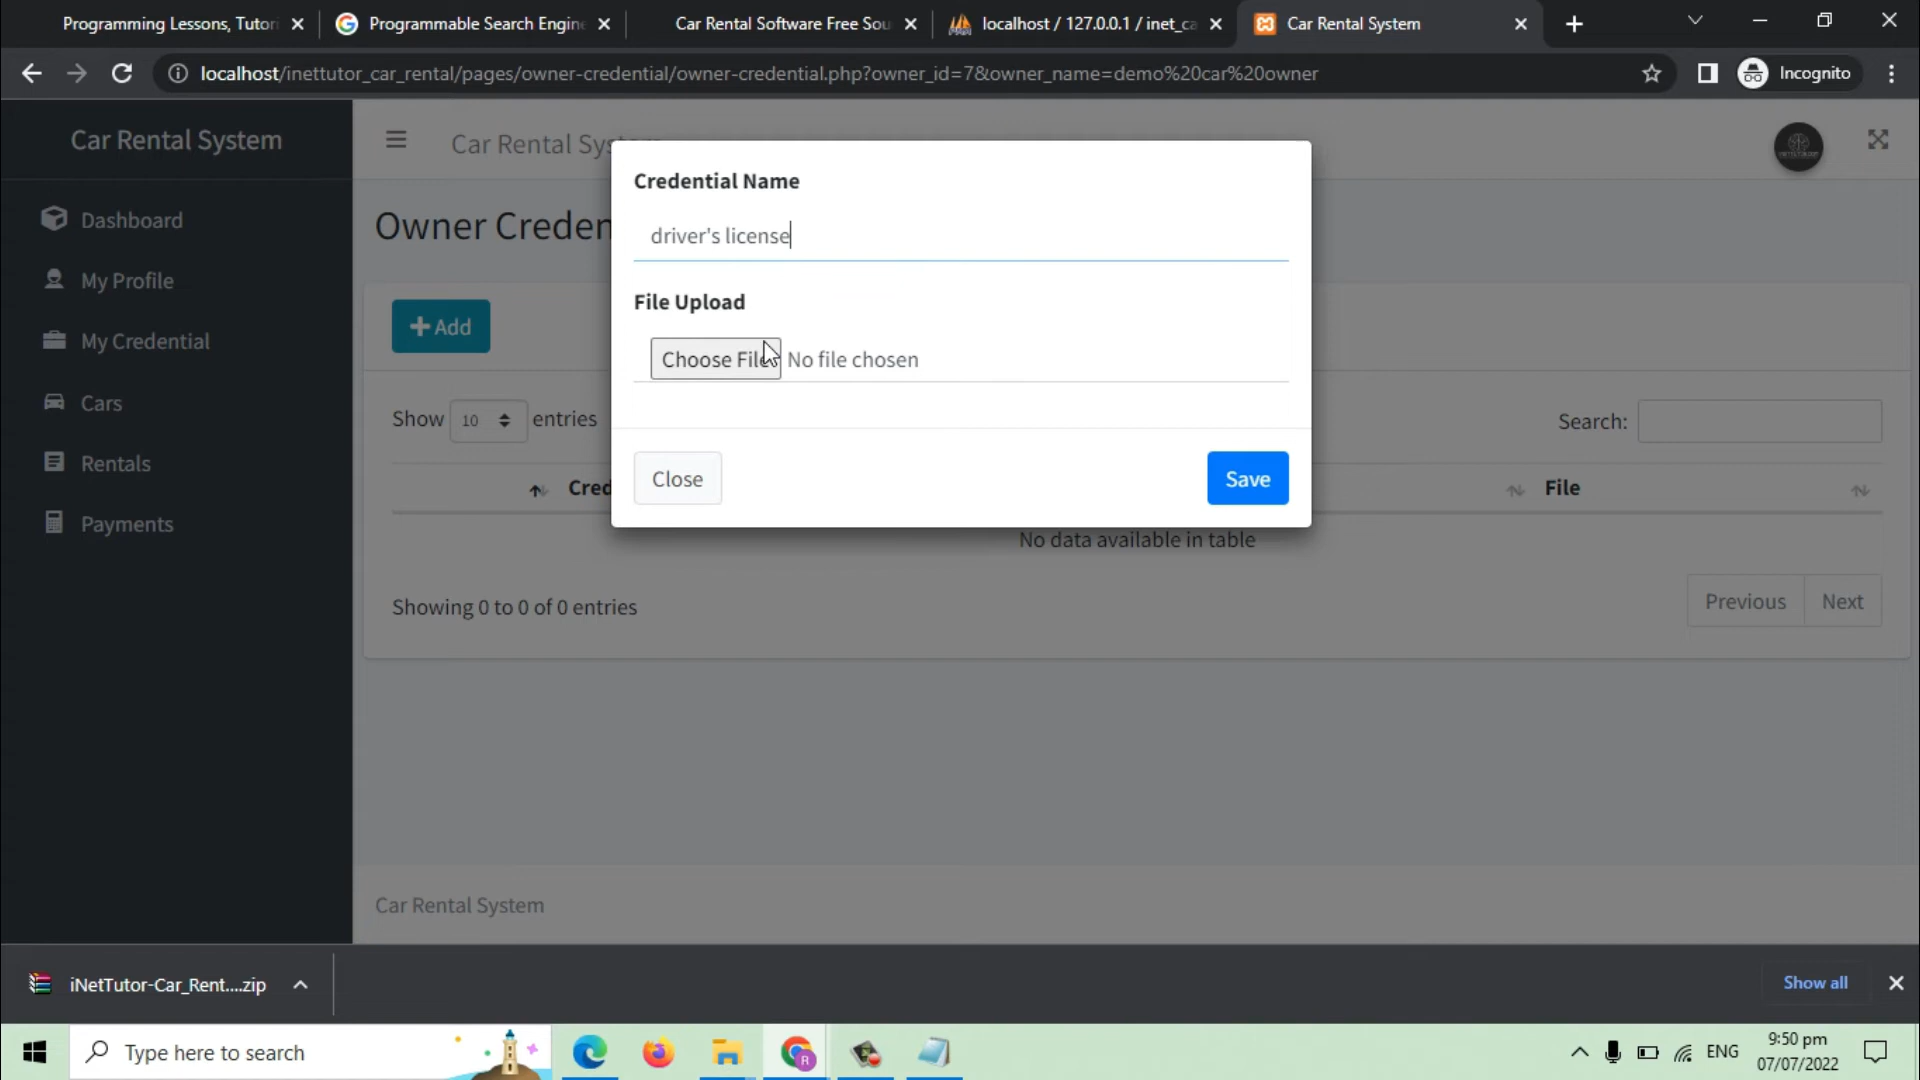 Programming Lessons, Tutori
Programmable Search Engine
Car Rental Software Free Sou
localhost / 127.0.0.1 / inet_ca
Car Rental System
localhost/inettutor_car_rental/pages/owner-credential/owner-credential.php?owner_id=7&owner_name=demo%20car%20owner
Incognito
Car Rental System
Car Rental Sys
Dashboard
My Profile
My Credential
Cars
Rentals
Payments
Owner Creden
Add
Credential Name
driver's license
File Upload
Choose File No file chosen
Close
Save
Show 10 entries
Search:
Cred
File
No data available in table
Showing 0 to 0 of 0 entries
Previous
Next
Car Rental System
iNetTutor-Car_Rent....zip
Show all
Type here to search
R
ENG
9:50 pm
07/07/2022